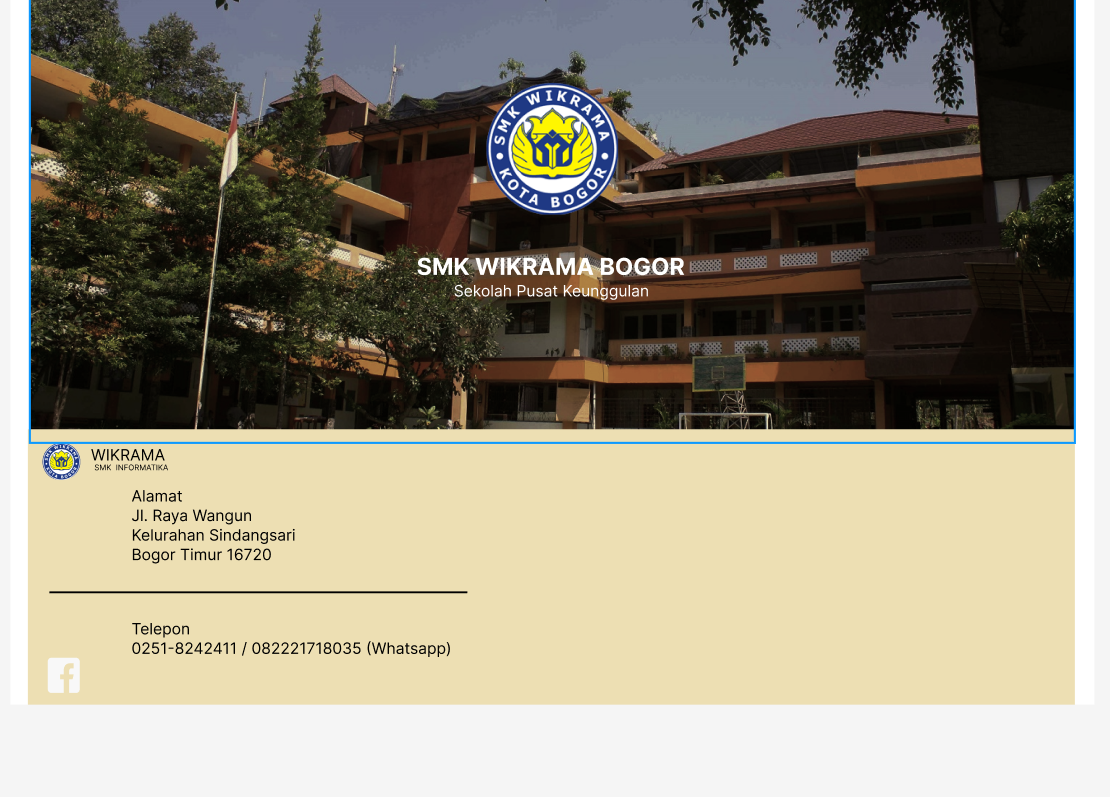 SMK WIKRAMA
KOTA BOGOR
SMK WIKRAMA BOGOR
Sekolah Pusat Keunggulan
WIKRAMA
SMK INFORMATIKA
Alamat
Jl. Raya Wangun
Kelurahan Sindangsari
Bogor Timur 16720
Telepon
0251-8242411 / 082221718035 (Whatsapp)